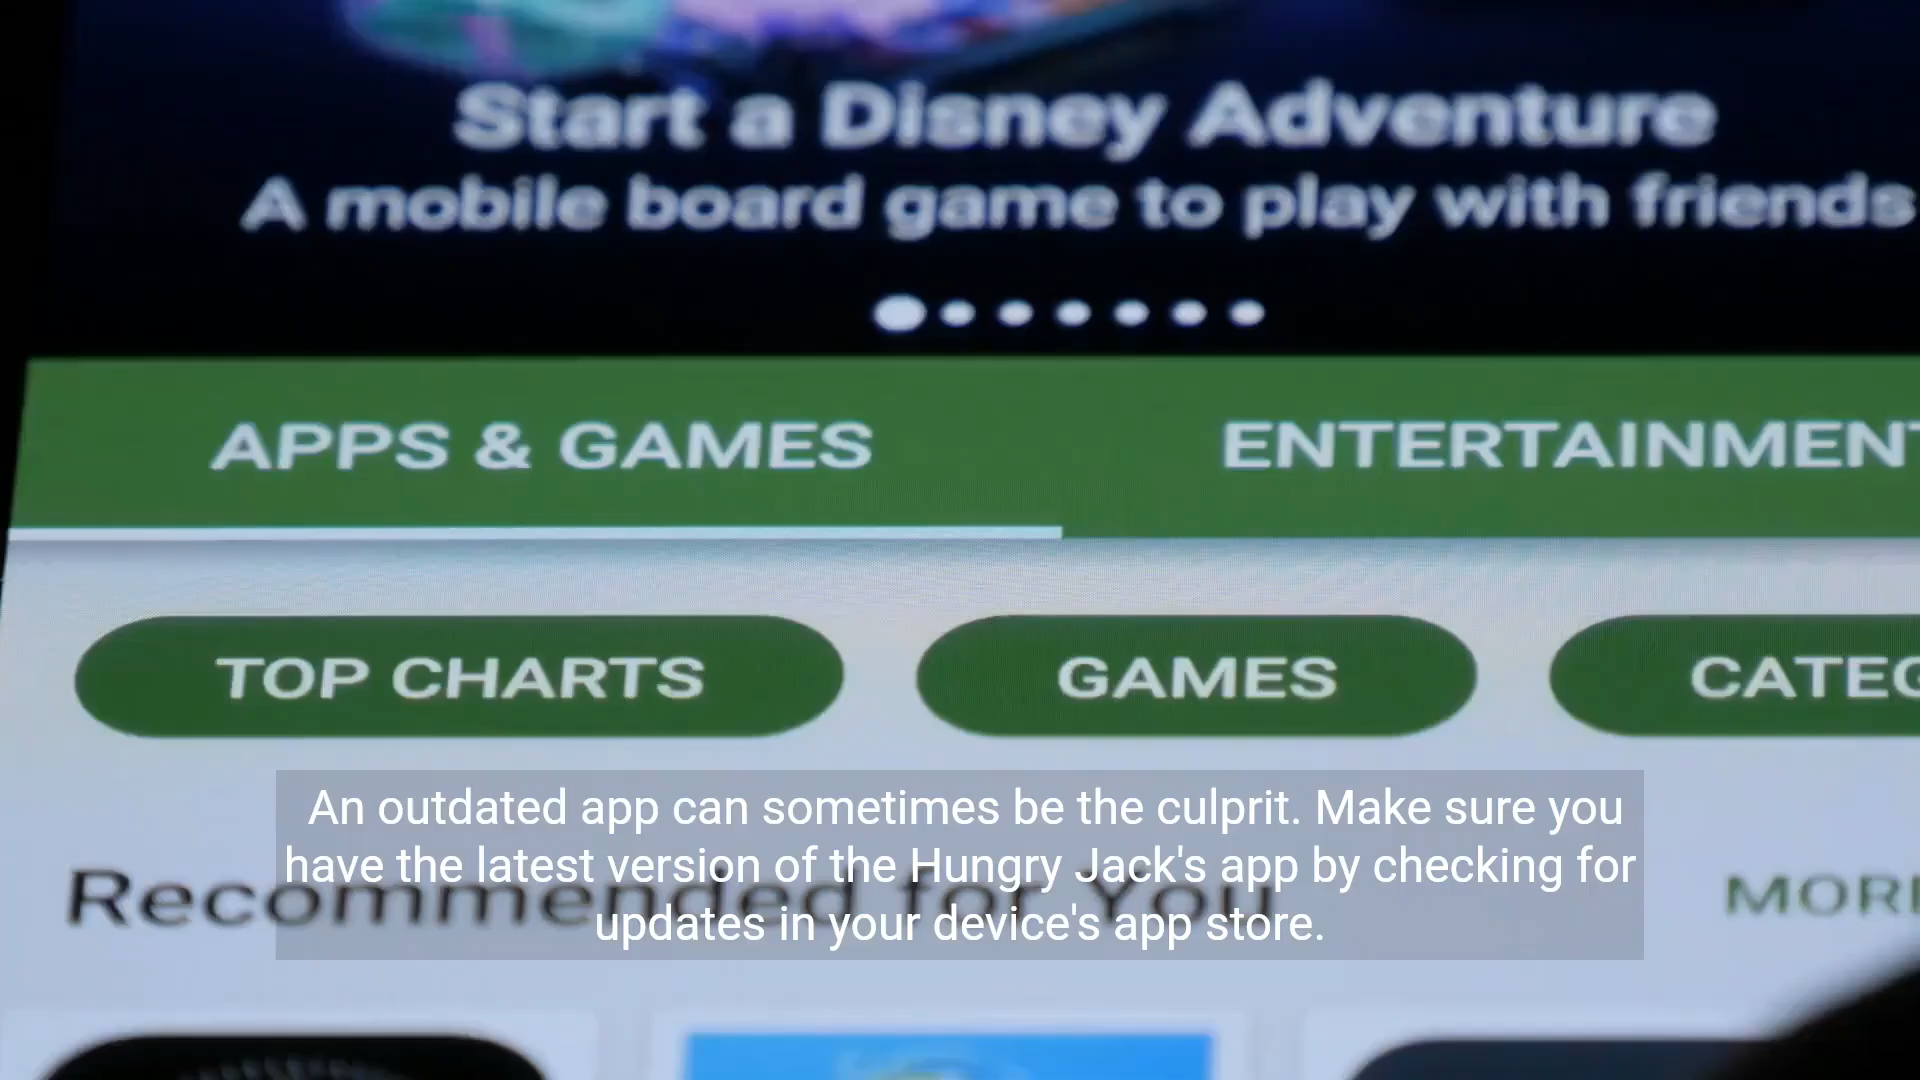 Start a Disney Adventure
A mobile board game to play with friends
APPS & GAMES
ENTERTAINMENT
TOP CHARTS
GAMES
CATEG
An outdated app can sometimes be the culprit. Make sure you
have the latest version of the Hungry Jack's app by checking for
updates in your device's app store.
Recommended for You
MORE